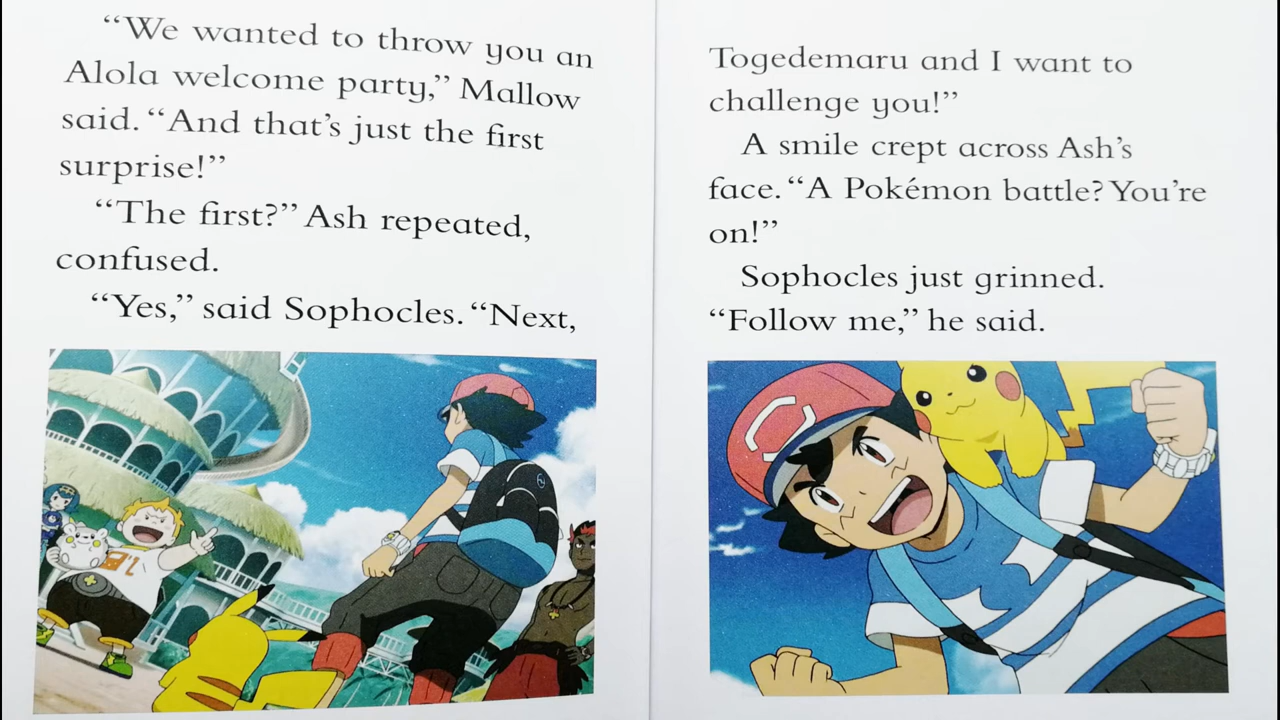 “We wanted to throw you an
Alola welcome party,” Mallow
said. “And that’s just the first
surprise!”
“The first?” Ash repeated,
confused.
“Yes,” said Sophocles. “Next,
Togedemaru and I want to
challenge you!”
A smile crept across Ash’s
face. “A Pokémon battle? You’re
on!”
Sophocles just grinned.
“Follow me,” he said.